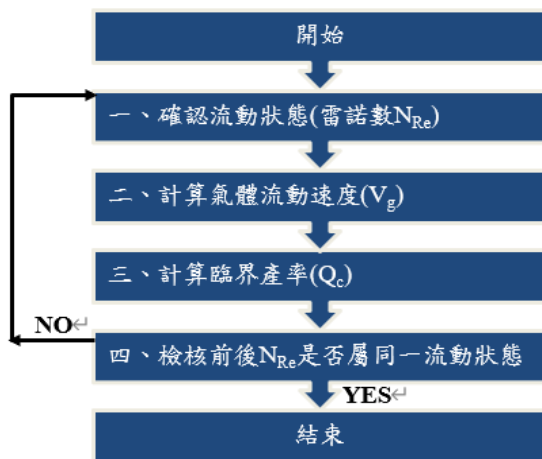 開始
一、確認流動狀態(雷諾數NRe)
二、計算氣體流動速度(Vg)
三、計算臨界產率(Qc)
NO↵
四、檢核前後NRe是否屬同一流動狀態
YES↵
結束